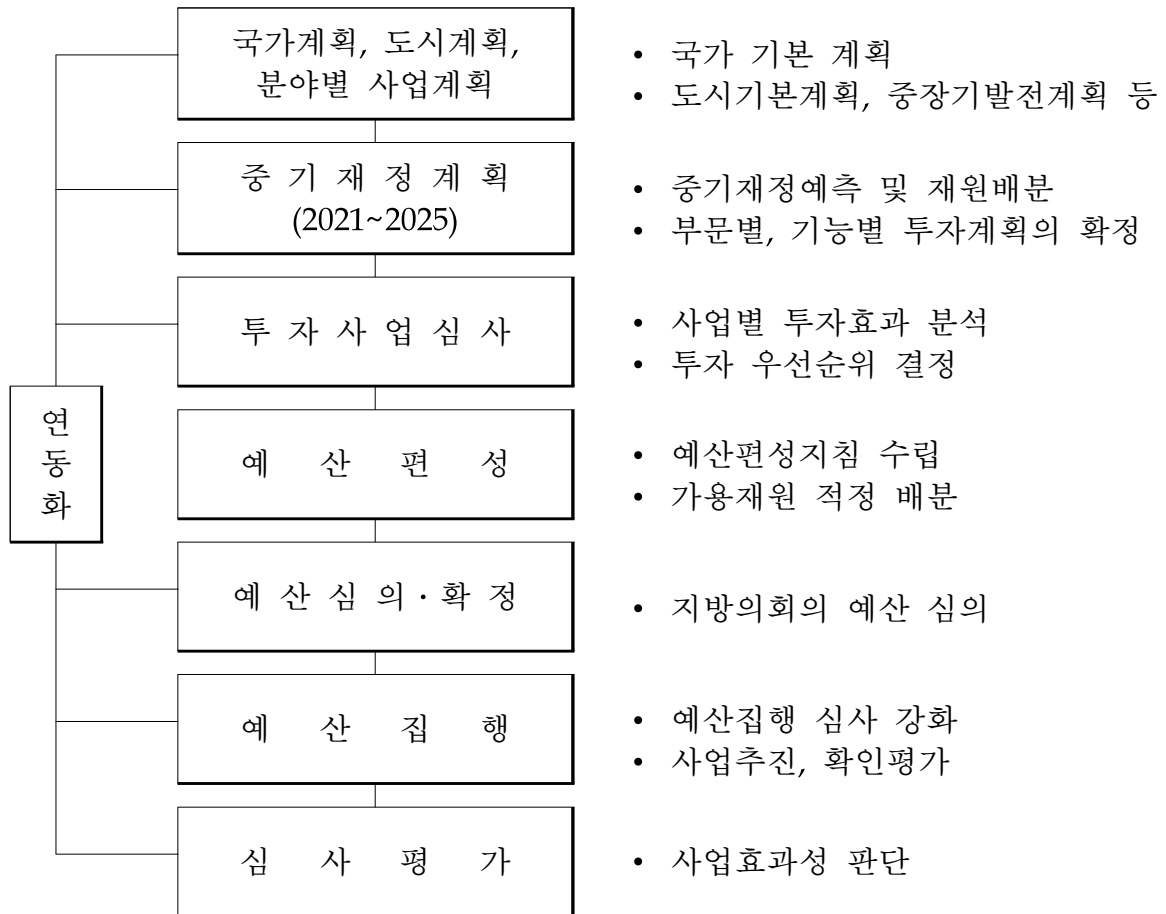 국가계획, 도시계획,
분야별 사업계획
• 국가 기본 계획
• 도시기본계획, 중장기발전계획 등
중 기 재 정 계 획
(2021~2025)
• 중기재정예측 및 재원배분
• 부문별, 기능별 투자계획의 확정
투 자 사 업 심 사
• 사업별 투자효과 분석
• 투자 우선순위 결정
연
동
화
예 산 편 성
• 예산편성지침 수립
• 가용재원 적정 배분
예 산 심 의 · 확 정
• 지방의회의 예산 심의
예 산 집 행
• 예산집행 심사 강화
• 사업추진, 확인평가
심 사 평 가
• 사업효과성 판단